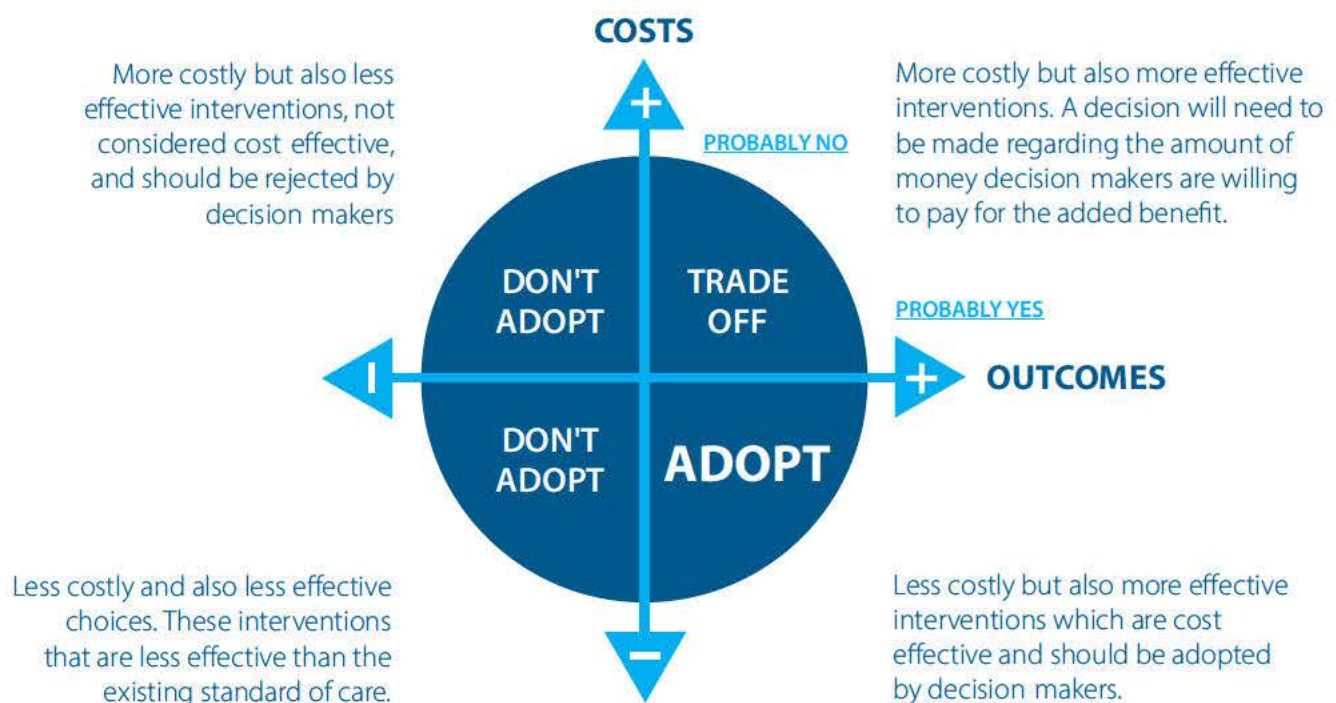 COSTS
More costly but also less
effective interventions, not
considered cost effective,
and should be rejected by
decision makers
+
PROBABLY NO
More costly but also more effective
interventions. A decision will need to
be made regarding the amount of
money decision makers are willing
to pay for the added benefit.
DON'T
ADOPT
TRADE
OFF
PROBABLY YES
–
+
OUTCOMES
DON'T
ADOPT
ADOPT
Less costly and also less effective
choices. These interventions
that are less effective than the
existing standard of care.
–
Less costly but also more effective
interventions which are cost
effective and should be adopted
by decision makers.